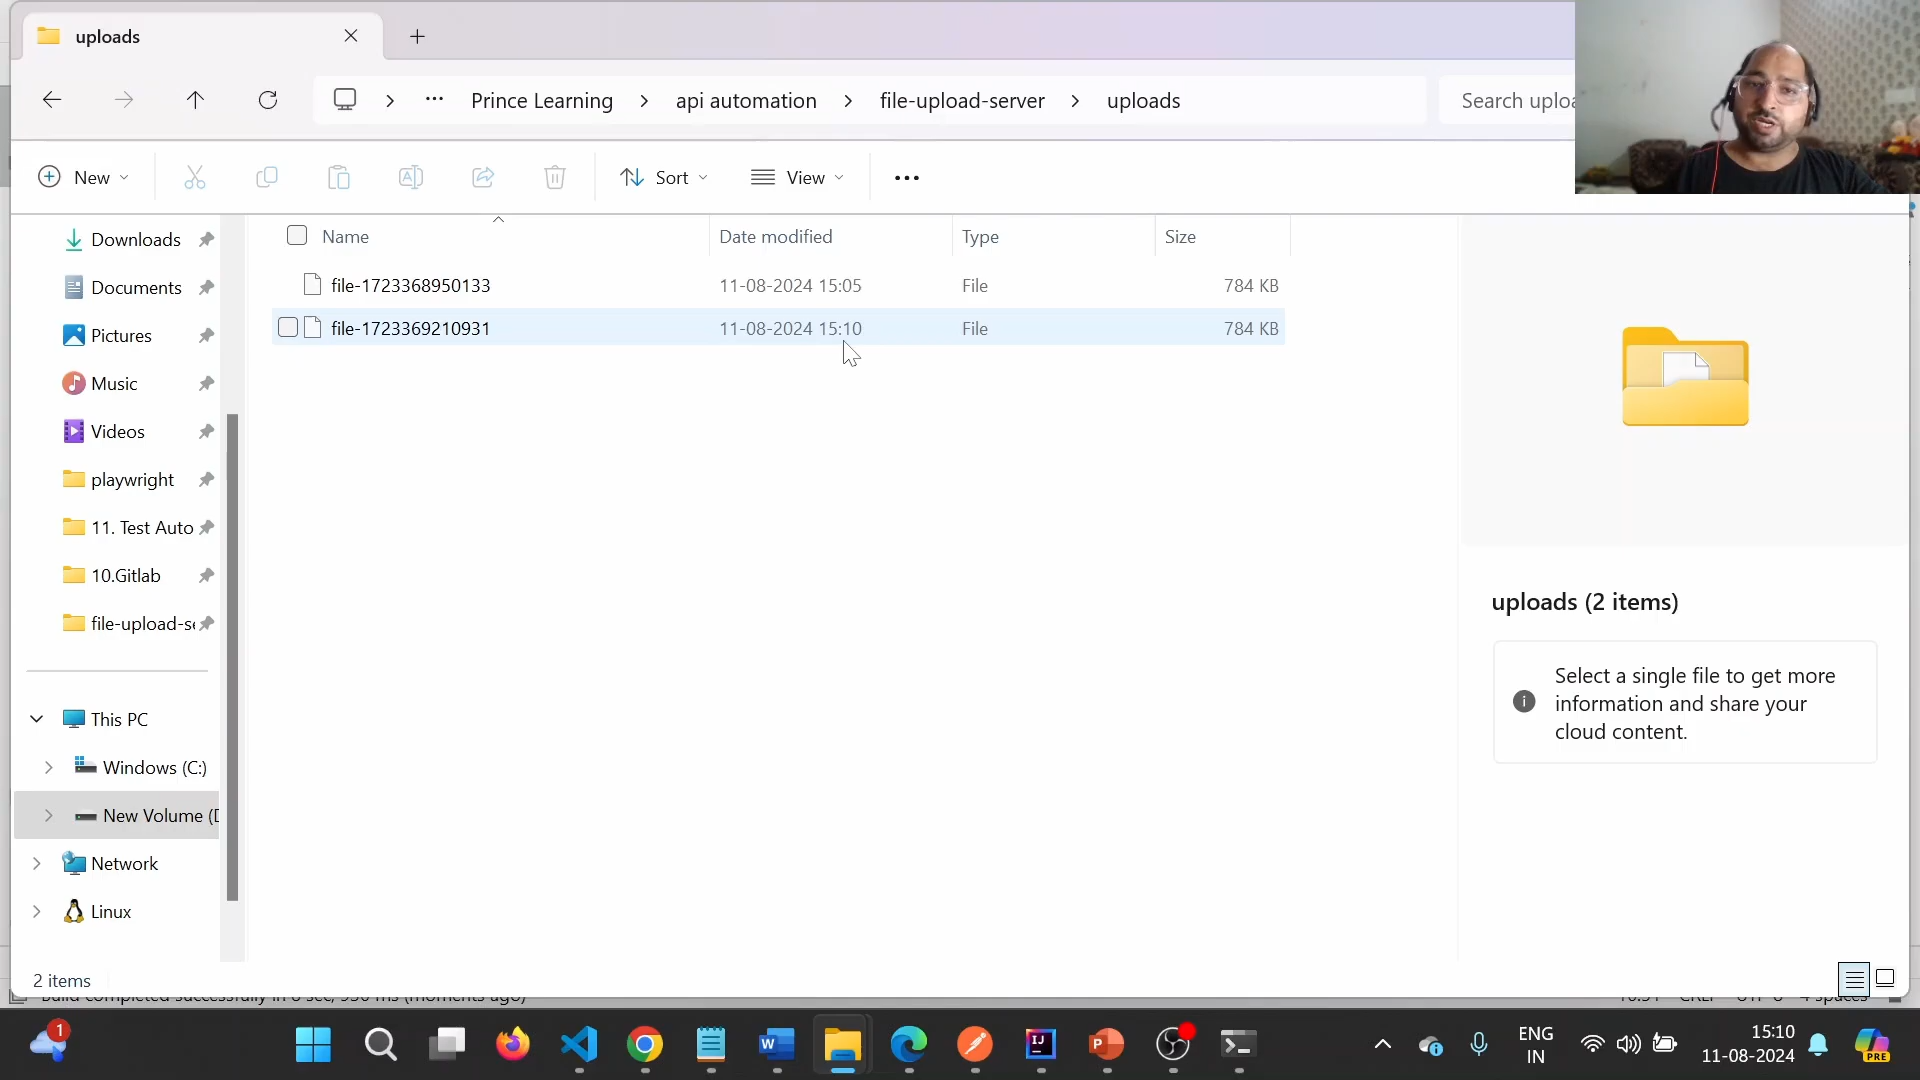 uploads
Prince Learning > api automation > file-upload-server > uploads
New
Sort
View
Name Date modified Type Size
file-1723368950133 11-08-2024 15:05 File 784 KB
file-1723369210931 11-08-2024 15:10 File 784 KB
Downloads
Documents
Pictures
Music
Videos
playwright
11. Test Auto
10.Gitlab
file-upload-se
This PC
Windows (C:)
New Volume (D
Network
Linux
uploads (2 items)
Select a single file to get more
information and share your
cloud content.
2 items
1
ENG
IN
15:10
11-08-2024
PRE